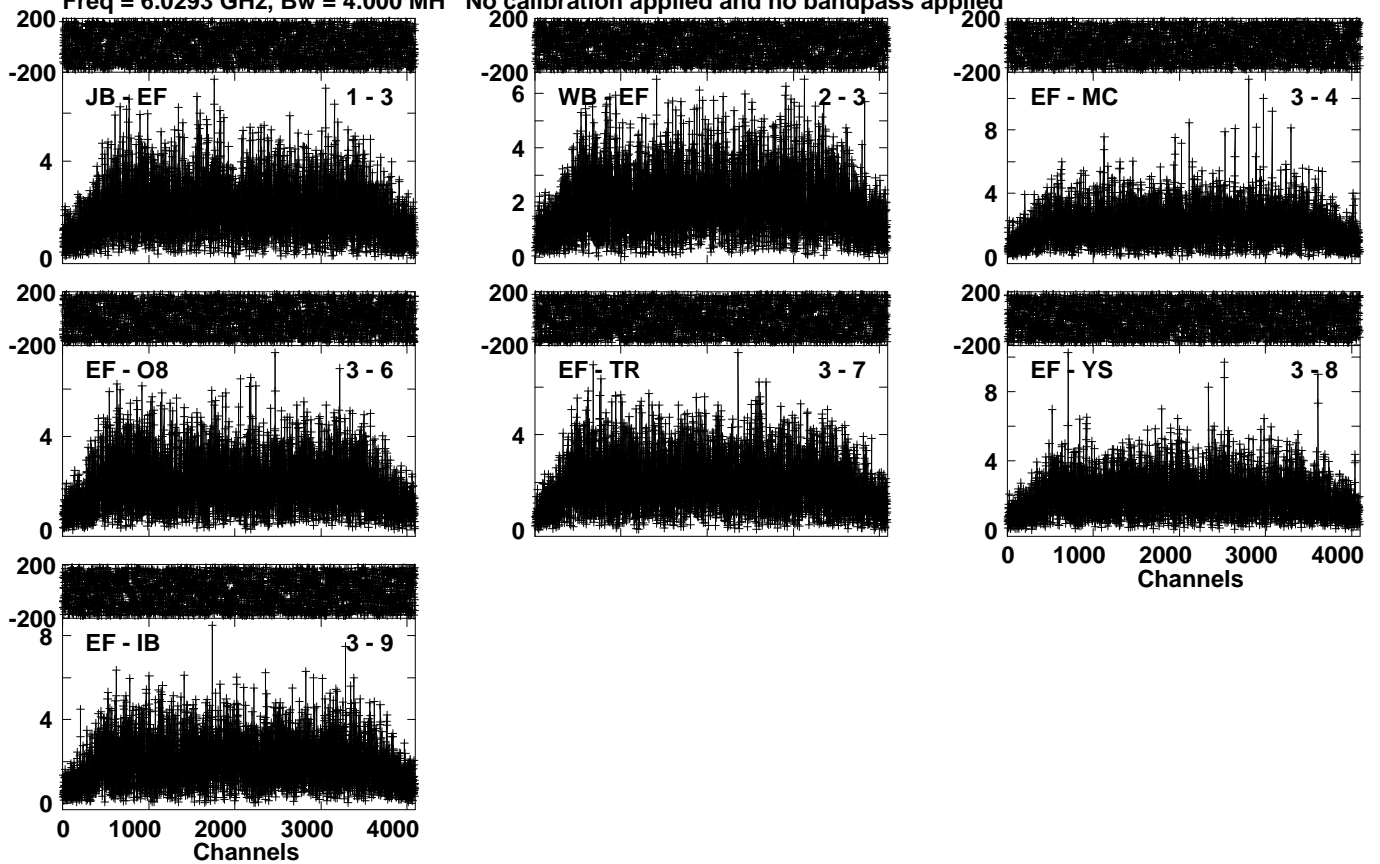 Freq = 6.0293 GHz, Bw = 4.000 MH No calibration applied and no bandpass applied
200 200 200
-200 -200 -200
JB - EF 1 - 3 WB - EF 2 - 3 EF - MC 3 - 4
4 0
6 4 2 0
8 4 0
200 200 200
-200 -200 -200
EF - O8 3 - 6 EF - TR 3 - 7 EF - YS 3 - 8
4 0
4 0
8 4 0
0 1000 2000 3000 4000
Channels
200
-200
EF - IB 3 - 9
8 4 0
0 1000 2000 3000 4000
Channels